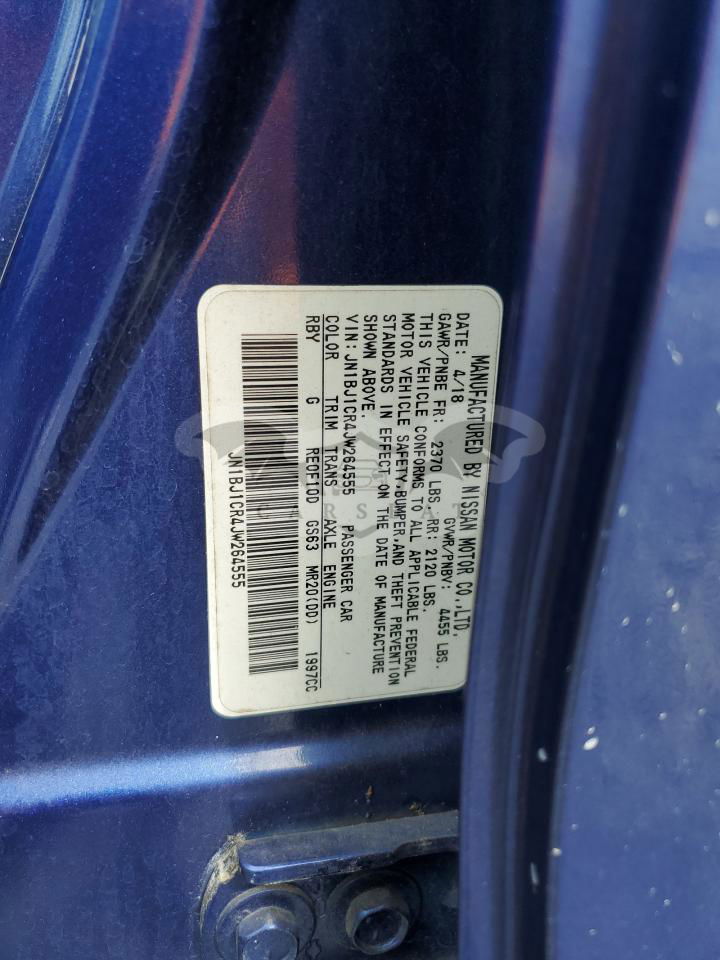 MANUFACTURED BY NISSAN MOTOR CO.,LTD.
DATE: 4/18 GVWR/PNBV: 4455 LBS.
GAWR/PNBE FR: 2370 LBS. RR: 2120 LBS.
THIS VEHICLE CONFORMS TO ALL APPLICABLE FEDERAL
MOTOR VEHICLE SAFETY,BUMPER,AND THEFT PREVENTION
STANDARDS IN EFFECT ON THE DATE OF MANUFACTURE
SHOWN ABOVE.
VIN: JN1BJ1CR4JW264555 PASSENGER CAR
COLOR TRIM TRANS AXLE ENGINE
RBY G RE0F10G GS63 MR20(DD) 1997CC
JN1BJ1CR4JW264555